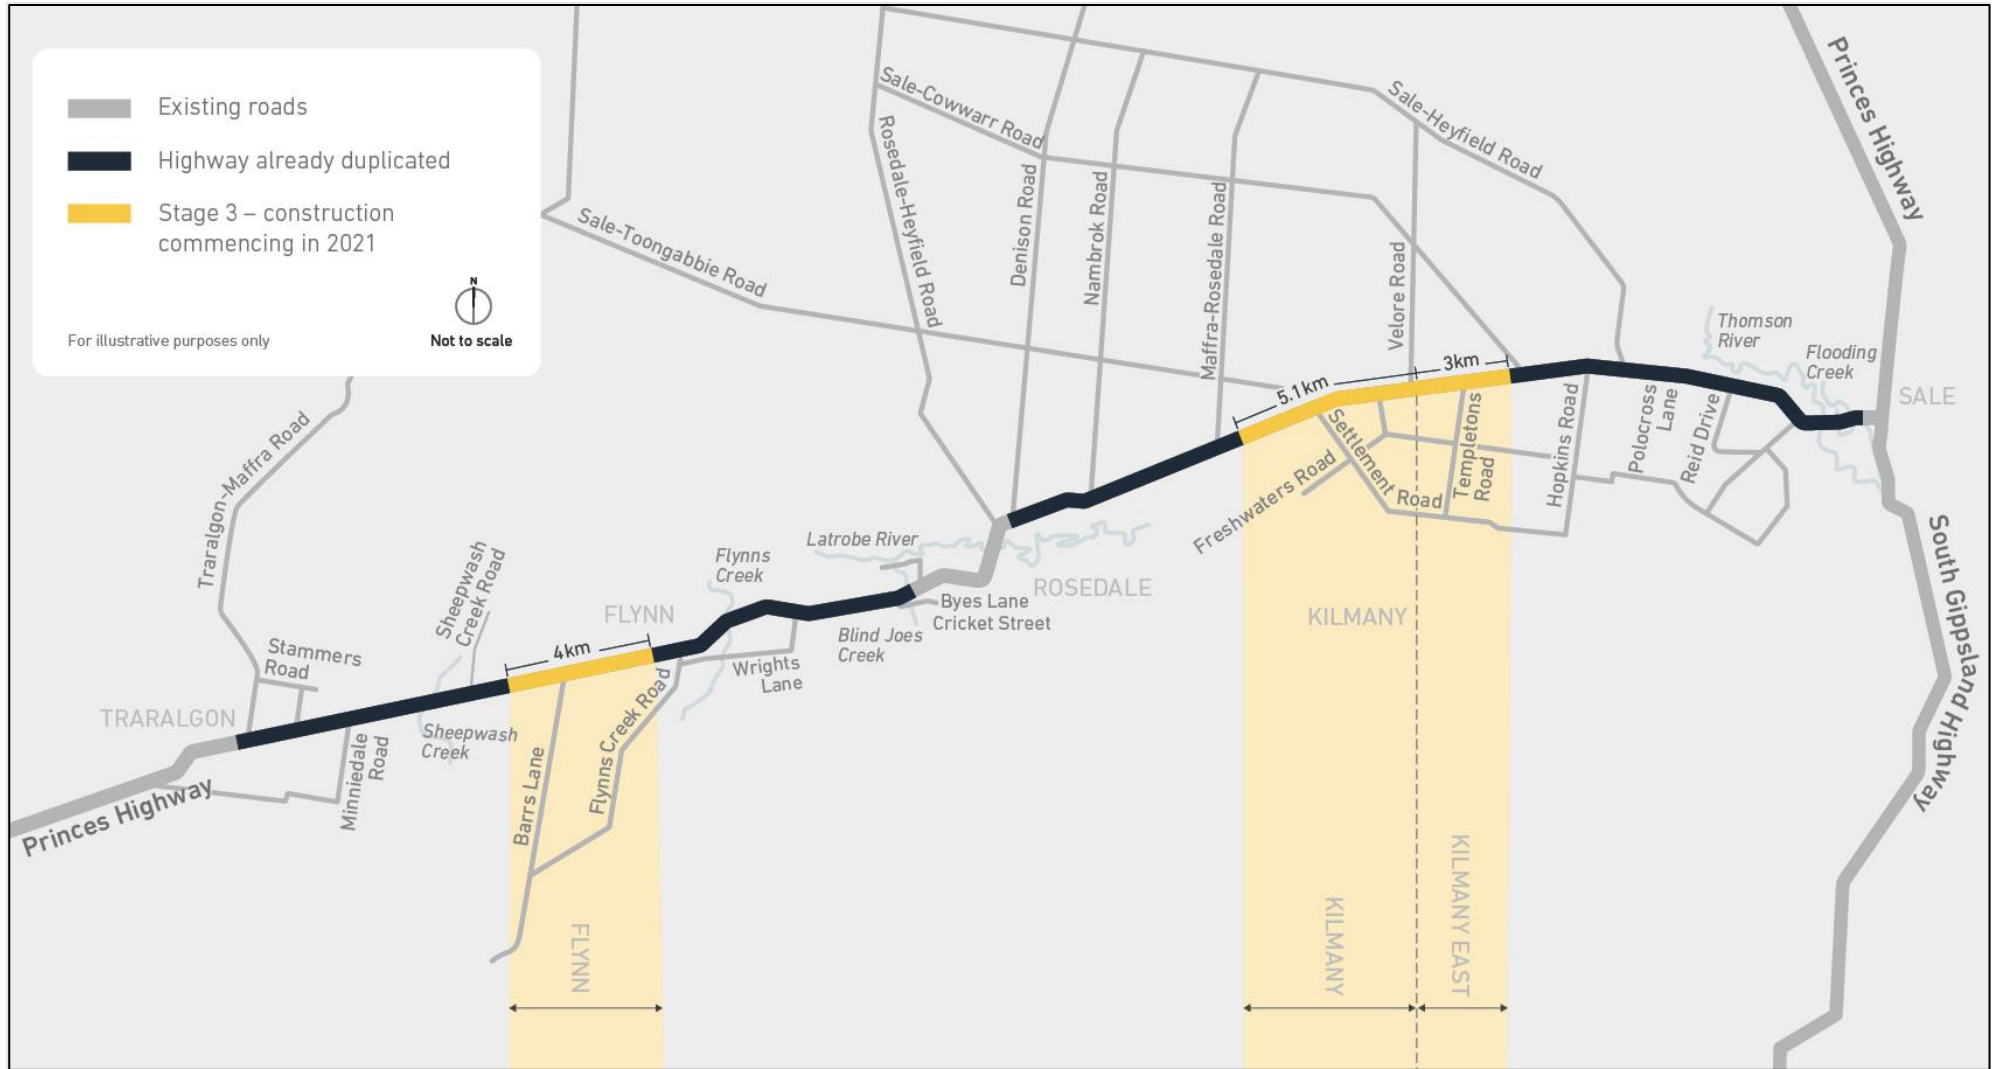 Existing roads
Highway already duplicated
Stage 3 – construction
commencing in 2021
For illustrative purposes only
N
Not to scale
Princes Highway
Sale-Heyfield Road
Sale-Cowwarr Road
Rosedale-Heyfield Road
Denison Road
Nambrok Road
Maffra-Rosedale Road
Velore Road
Sale-Toongabbie Road
Thomson
River
Flooding
Creek
SALE
5.1km
3km
Traralgon-Maffra Road
Settlement Road
Freshwaters Road
Templetons
Road
Hopkins Road
Polocross
Lane
Reid Drive
Sheepwash
Creek Road
Flynns
Creek
Latrobe River
ROSEDALE
FLYNN
Byes Lane
Cricket Street
KILMANY
Blind Joes
Creek
4km
Stammers
Road
Wrights
Lane
TRARALGON
Sheepwash
Creek
Minniedale
Road
Barrs Lane
Flynns Creek Road
Princes Highway
South Gippsland Highway
FLYNN
KILMANY
KILMANY EAST